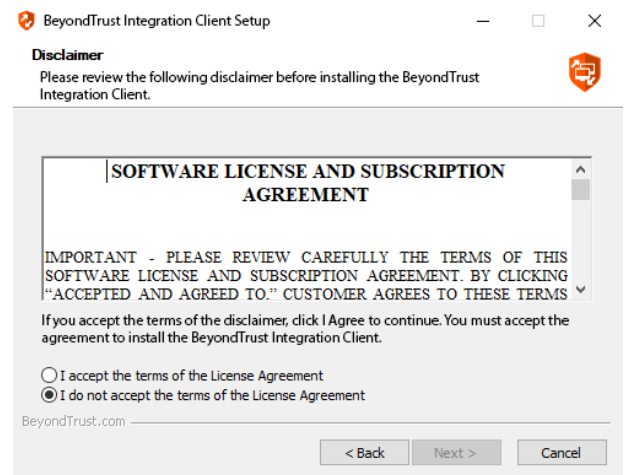 BeyondTrust Integration Client Setup
Disclaimer
Please review the following disclaimer before installing the BeyondTrust
Integration Client.
SOFTWARE LICENSE AND SUBSCRIPTION
AGREEMENT
IMPORTANT - PLEASE REVIEW CAREFULLY THE TERMS OF THIS
SOFTWARE LICENSE AND SUBSCRIPTION AGREEMENT. BY CLICKING
“ACCEPTED AND AGREED TO.” CUSTOMER AGREES TO THESE TERMS
If you accept the terms of the disclaimer, click I Agree to continue. You must accept the
agreement to install the BeyondTrust Integration Client.
I accept the terms of the License Agreement
I do not accept the terms of the License Agreement
BeyondTrust.com
< Back Next > Cancel